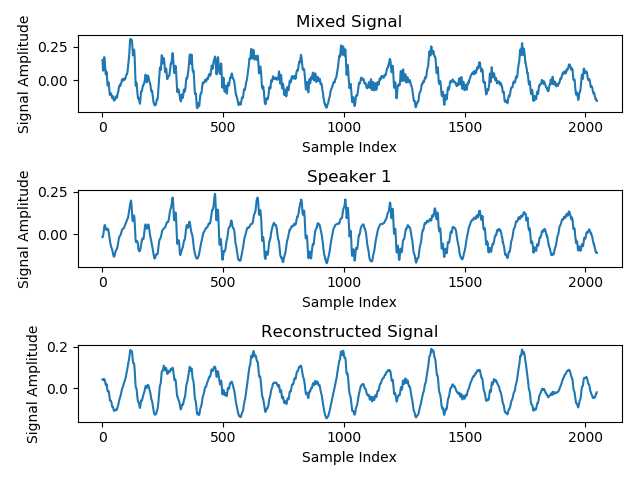 Mixed Signal
Signal Amplitude
0.25
0.00
0 500 1000 1500 2000
Sample Index
Speaker 1
Signal Amplitude
0.25
0.00
0 500 1000 1500 2000
Sample Index
Reconstructed Signal
Signal Amplitude
0.2
0.0
0 500 1000 1500 2000
Sample Index